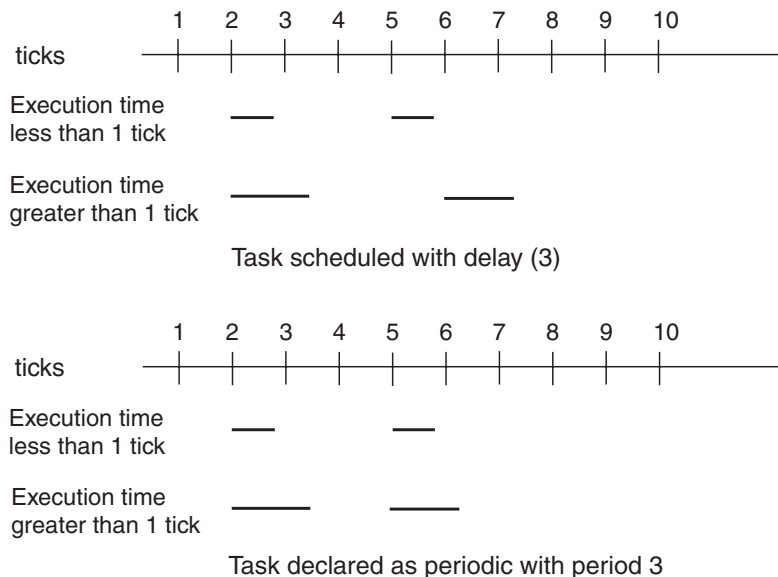 1 2 3 4 5 6 7 8 9 10
ticks
Execution time
less than 1 tick
Execution time
greater than 1 tick
Task scheduled with delay (3)
1 2 3 4 5 6 7 8 9 10
ticks
Execution time
less than 1 tick
Execution time
greater than 1 tick
Task declared as periodic with period 3